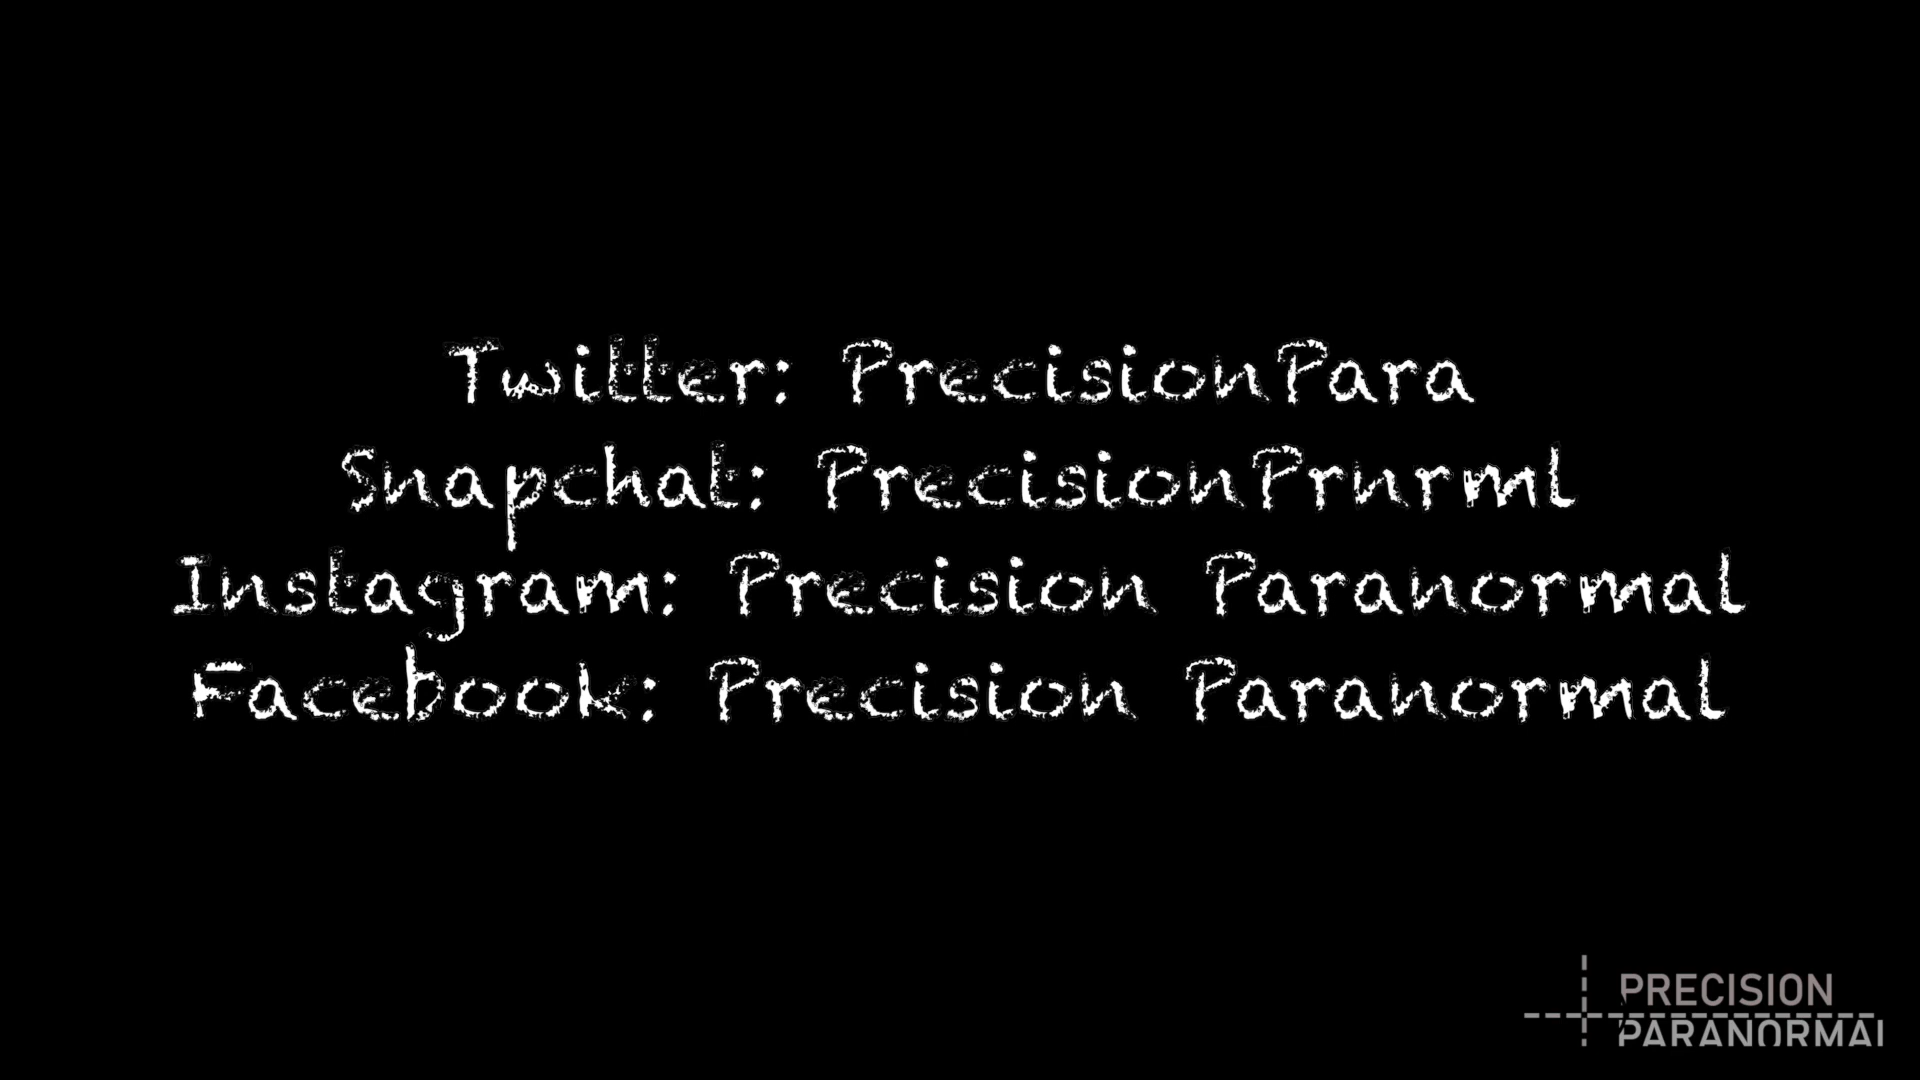 Twitter: PrecisionPara
Snapchat: PrecisionPrnrml
Instagram: Precision Paranormal
Facebook: Precision Paranormal
PRECISION
PARANORMAL